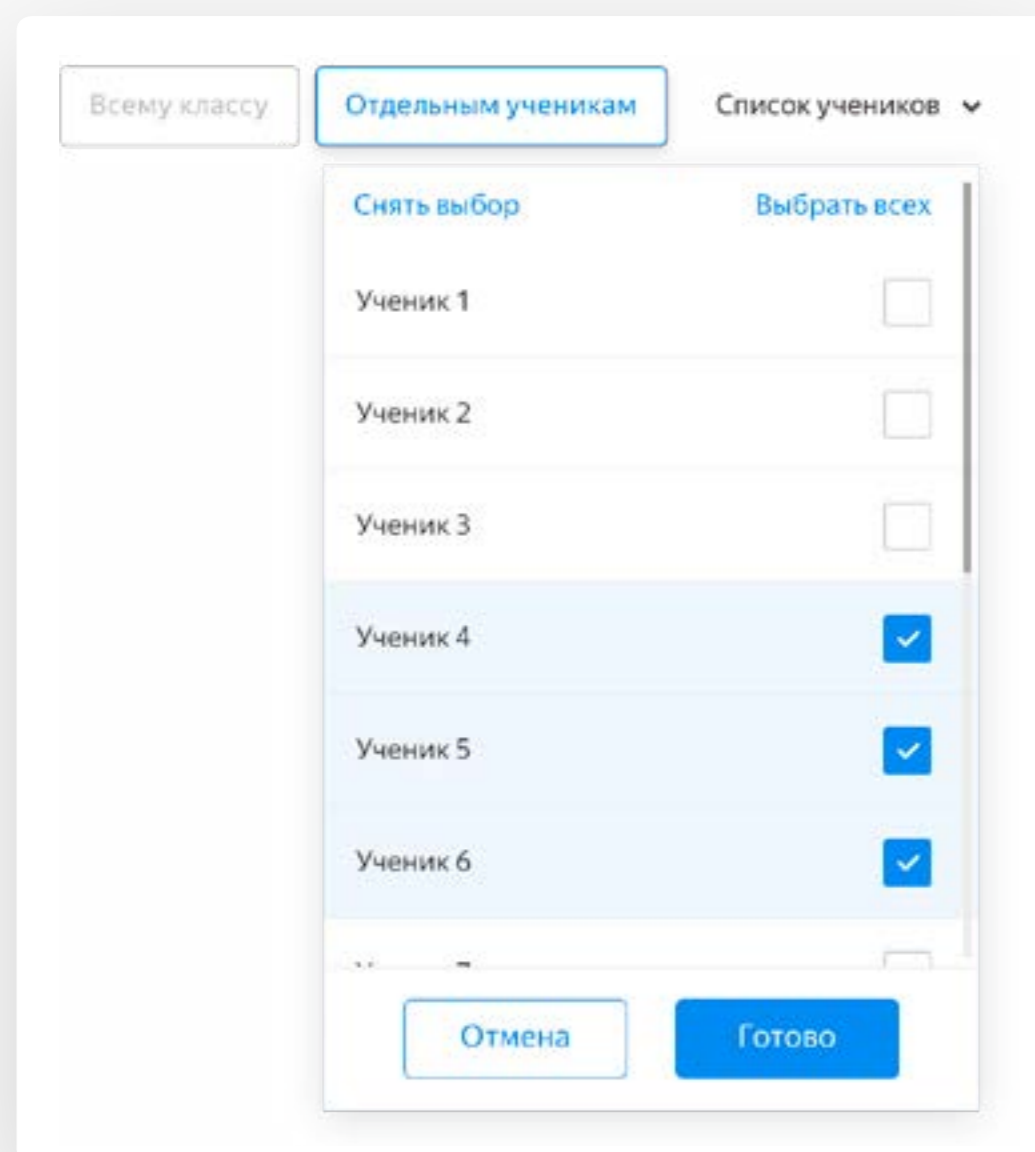 Всему классу Отдельным ученикам Список учеников
Снять выбор Выбрать всех
Ученик 1
Ученик 2
Ученик 3
Ученик 4
Ученик 5
Ученик 6
Отмена Готово